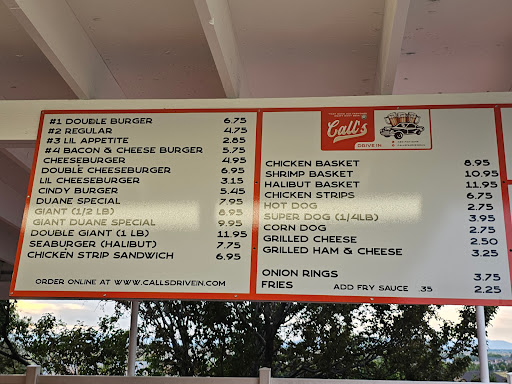 #1 DOUBLE BURGER 6.75
#2 REGULAR 4.75
#3 LIL APPETITE 2.85
#4 BACON & CHEESE BURGER 5.75
CHEESEBURGER 4.95
DOUBLE CHEESEBURGER 6.95
LIL CHEESEBURGER 3.15
CINDY BURGER 5.45
DUANE SPECIAL 7.95
GIANT (1/2 LB) 8.95
GIANT DUANE SPECIAL 9.95
DOUBLE GIANT (1 LB) 11.95
SEABURGER (HALIBUT) 7.75
CHICKEN STRIP SANDWICH 6.95
ORDER ONLINE AT WWW.CALLSDRIVEIN.COM
Call's
DRIVE IN
CHICKEN BASKET 8.95
SHRIMP BASKET 10.95
HALIBUT BASKET 11.95
CHICKEN STRIPS 6.75
HOT DOG 2.75
SUPER DOG (1/4LB) 3.95
CORN DOG 2.75
GRILLED CHEESE 2.50
GRILLED HAM & CHEESE 3.25
ONION RINGS 3.75
FRIES ADD FRY SAUCE .35 2.25